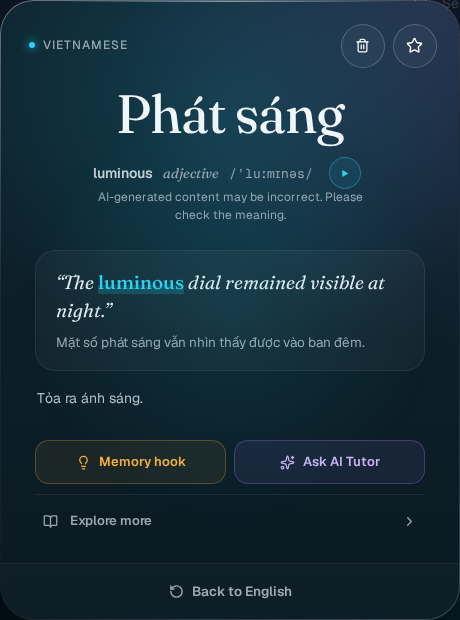 VIETNAMESE
Phát sáng
luminous adjective /ˈluːmɪnəs/
AI-generated content may be incorrect. Please
check the meaning.
“The luminous dial remained visible at
night.”
Mặt số phát sáng vẫn nhìn thấy được vào ban đêm.
Tỏa ra ánh sáng.
Memory hook
Ask AI Tutor
Explore more
Back to English